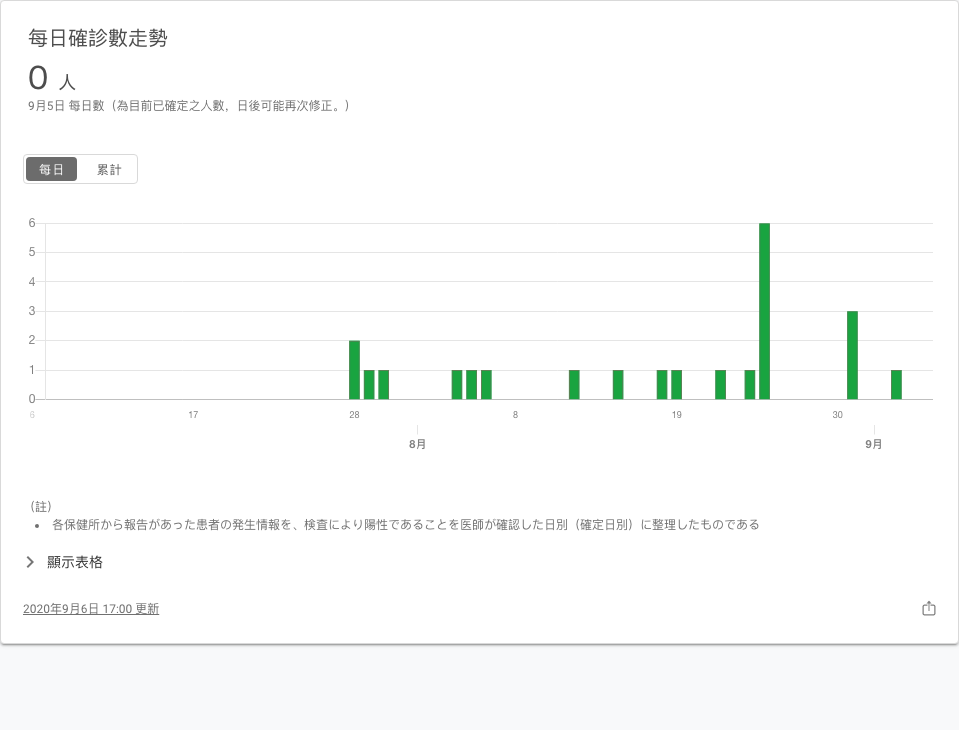 每日確診數走勢
0 人
9月5日 每日數（為目前已確定之人數，日後可能再次修正。）
每日 累計
6
5
4
3
2
1
0
6 17 28 8 19 30
8月 9月
（註）
• 各保健所から報告があった患者の発生情報を、検査により陽性であることを医師が確認した日別（確定日別）に整理したものである
顯示表格
2020年9月6日 17:00 更新